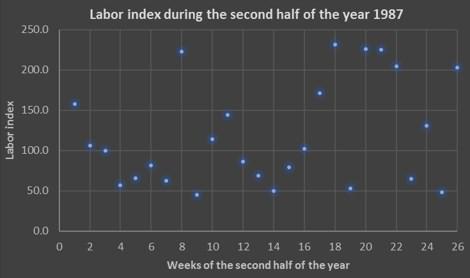 Labor index during the second half of the year 1987
250.0
200.0
150.0
100.0
50.0
0.0
Labor index
0 2 4 6 8 10 12 14 16 18 20 22 24 26
Weeks of the second half of the year